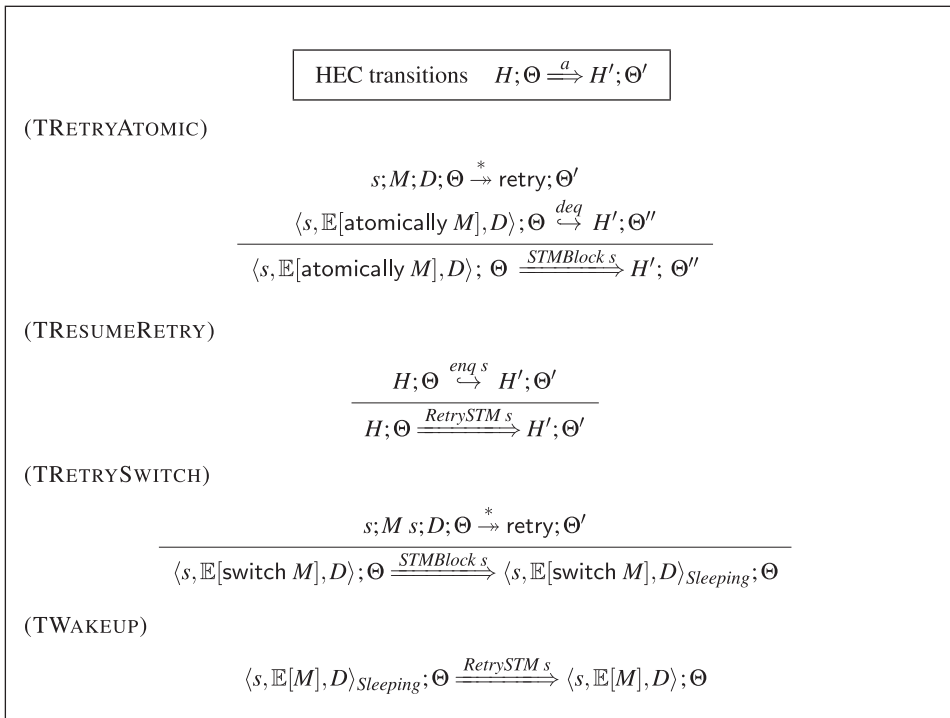 HEC transitions H;Θ ⟹ᵃ H′;Θ′
(TRETRYATOMIC)
s;M;D;Θ ↠* retry;Θ′
⟨s,𝔼[atomically M],D⟩;Θ ↪ᵈᵉᑫ H′;Θ′′
⟨s,𝔼[atomically M],D⟩; Θ ==STMBlock s==⇒ H′; Θ′′
(TRESUMERETRY)
H;Θ ↪ enq s H′;Θ′
H;Θ ==RetrySTM s==⇒ H′;Θ′
(TRETRYSWITCH)
s;M s;D;Θ ↠* retry;Θ′
⟨s,𝔼[switch M],D⟩;Θ ==STMBlock s==⇒ ⟨s,𝔼[switch M],D⟩Sleeping;Θ
(TWAKEUP)
⟨s,𝔼[M],D⟩Sleeping;Θ ==RetrySTM s==⇒ ⟨s,𝔼[M],D⟩;Θ